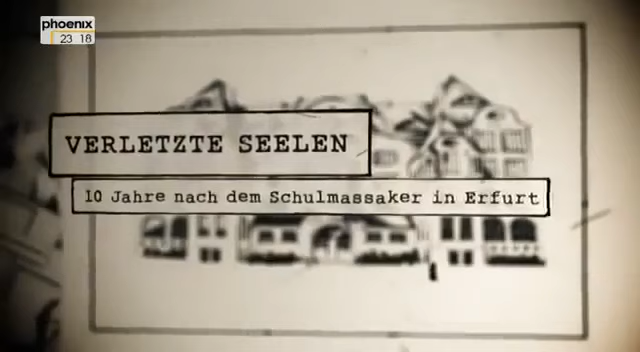 phoenix
23 18
VERLETZTE SEELEN
10 Jahre nach dem Schulmassaker in Erfurt